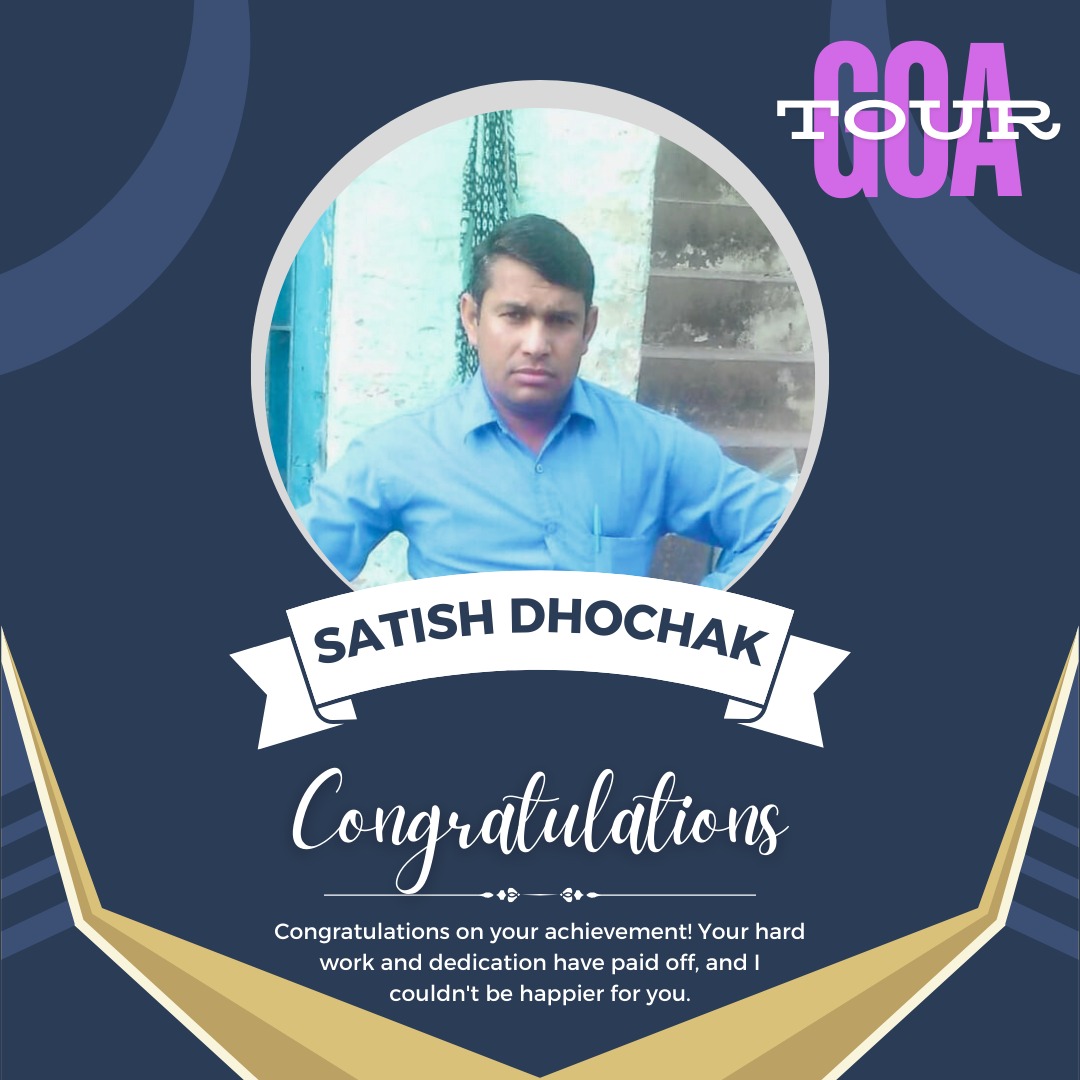 GOA
TOUR
SATISH DHOCHAK
Congratulations
Congratulations on your achievement! Your hard
work and dedication have paid off, and I
couldn't be happier for you.